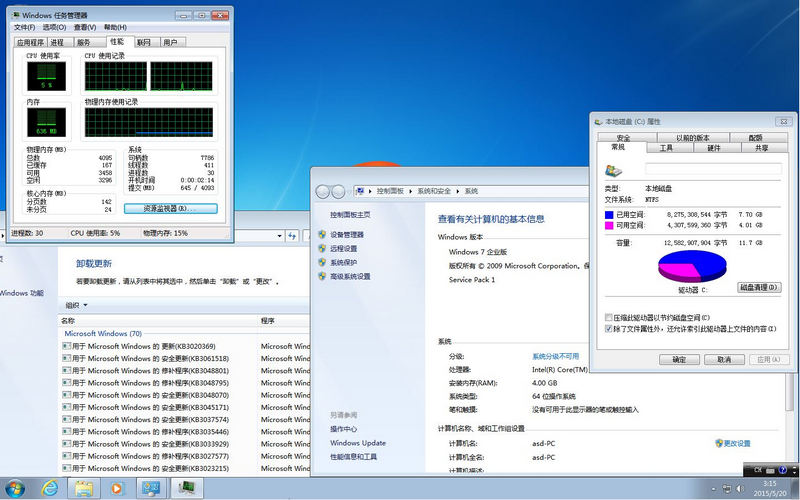 Windows 任务管理器
文件(F) 选项(O) 查看(V) 帮助(H)
应用程序 进程 服务 性能 联网 用户
CPU 使用率
CPU 使用记录
5 %
内存
物理内存使用记录
636 MB
物理内存(MB)
总数 4095
已缓存 167
可用 3458
空闲 3296
核心内存(MB)
分页数 142
未分页 24
系统
句柄数 7786
线程数 411
进程数 30
开机时间 0:00:02:14
提交(MB) 645 / 4093
资源监视器(R)...
进程数: 30 CPU 使用率: 5% 物理内存: 15%
Windows 功能
卸载更新
若要卸载更新，请从列表中将其选中，然后单击“卸载”或“更改”。
组织
名称 程序
Microsoft Windows (70)
用于 Microsoft Windows 的 更新(KB3020369) Microsoft Wind
用于 Microsoft Windows 的 安全更新(KB3061518) Microsoft Wind
用于 Microsoft Windows 的 修补程序(KB3048801) Microsoft Wind
用于 Microsoft Windows 的 修补程序(KB3048795) Microsoft Wind
用于 Microsoft Windows 的 安全更新(KB3048070) Microsoft Wind
用于 Microsoft Windows 的 安全更新(KB3045171) Microsoft Wind
用于 Microsoft Windows 的 安全更新(KB3037574) Microsoft Wind
用于 Microsoft Windows 的 安全更新(KB3035446) Microsoft Wind
用于 Microsoft Windows 的 安全更新(KB3033929) Microsoft Wind
用于 Microsoft Windows 的 安全更新(KB3027577) Microsoft Wind
用于 Microsoft Windows 的 安全更新(KB3023215) Microsoft Wind
控制面板 系统和安全 系统
控制面板主页
设备管理器
远程设置
系统保护
高级系统设置
另请参阅
操作中心
Windows Update
性能信息和工具
查看有关计算机的基本信息
Windows 版本
Windows 7 企业版
版权所有 © 2009 Microsoft Corporation。保
Service Pack 1
系统
分级: 系统分级不可用
处理器: Intel(R) Core(TM)
安装内存(RAM): 4.00 GB
系统类型: 64 位操作系统
笔和触摸: 没有可用于此显示器的笔或触控输入
计算机名称、域和工作组设置
计算机名: asd-PC
更改设置
计算机全名: asd-PC
计算机描述:
本地磁盘 (C:) 属性
安全 以前的版本 配额
常规 工具 硬件 共享
类型: 本地磁盘
文件系统: NTFS
已用空间: 8,275,308,544 字节 7.70 GB
可用空间: 4,307,599,360 字节 4.01 GB
容量: 12,582,907,904 字节 11.7 GB
驱动器 C:
磁盘清理(D)
压缩此驱动器以节约磁盘空间(C)
除了文件属性外，还允许索引此驱动器上文件的内容(I)
确定 取消 应用(A)
CH
3:15
2015/5/20